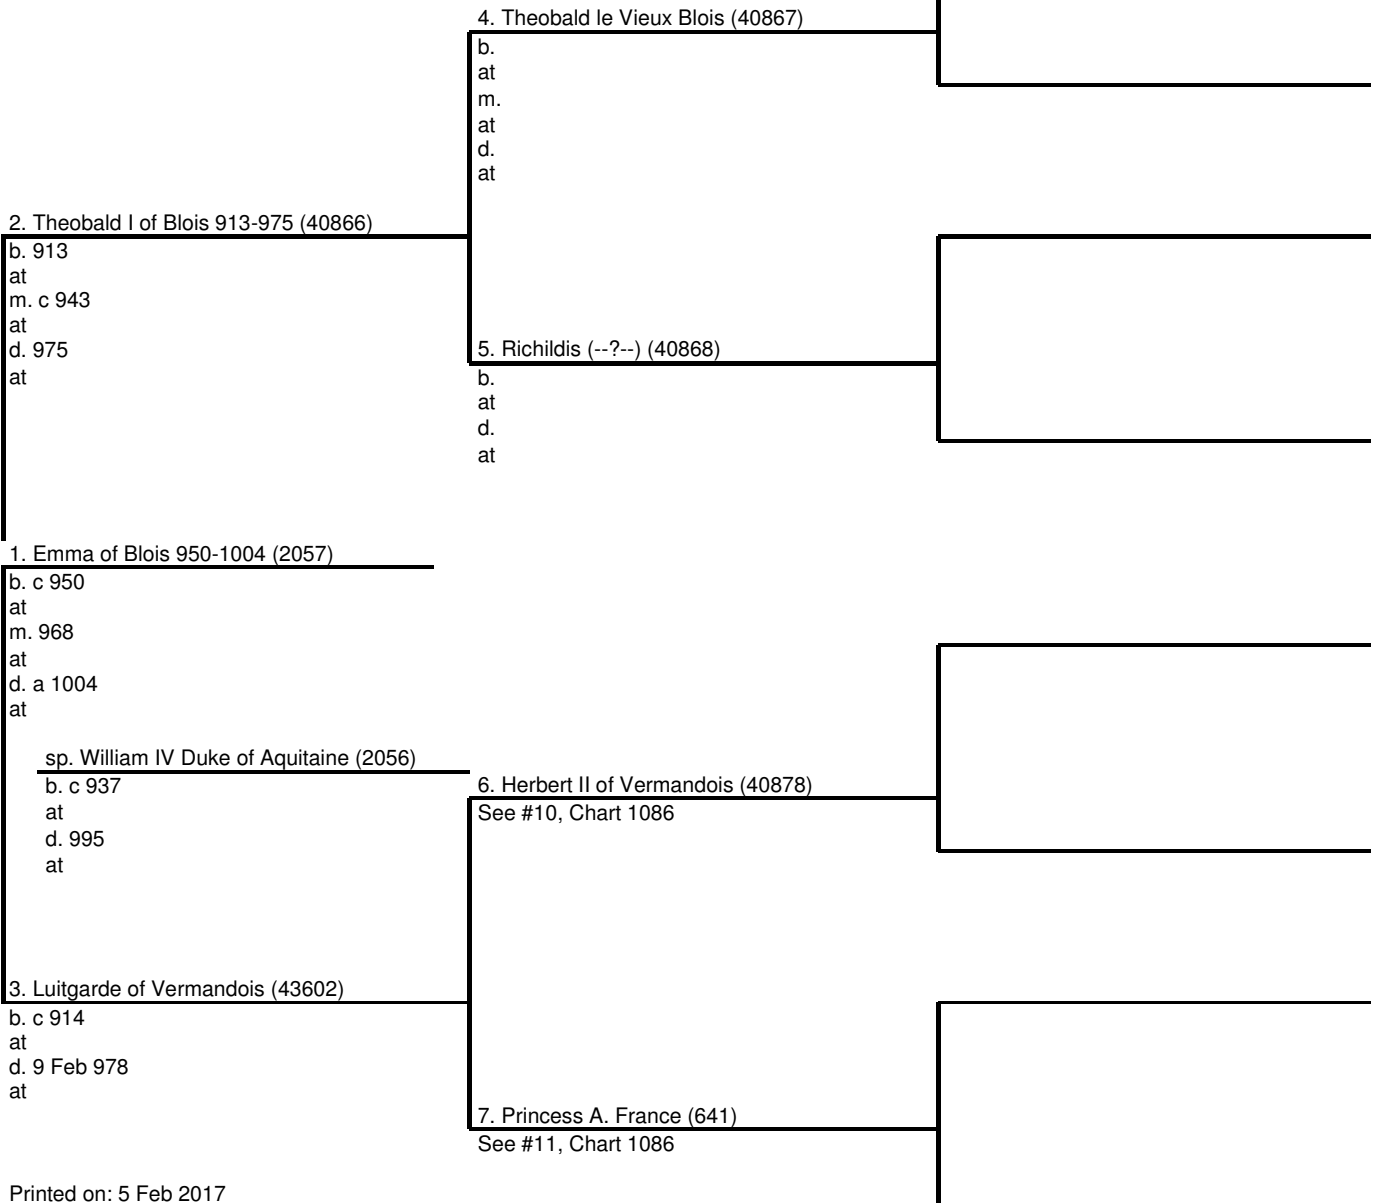 4. Theobald le Vieux Blois (40867)
b.
at
m.
at
d.
at
2. Theobald I of Blois 913-975 (40866)
b. 913
at
m. c 943
at
d. 975
at
5. Richildis (--?--) (40868)
b.
at
d.
at
1. Emma of Blois 950-1004 (2057)
b. c 950
at
m. 968
at
d. a 1004
at
sp. William IV Duke of Aquitaine (2056)
b. c 937
at
d. 995
at
6. Herbert II of Vermandois (40878)
See #10, Chart 1086
3. Luitgarde of Vermandois (43602)
b. c 914
at
d. 9 Feb 978
at
7. Princess A. France (641)
See #11, Chart 1086
Printed on: 5 Feb 2017